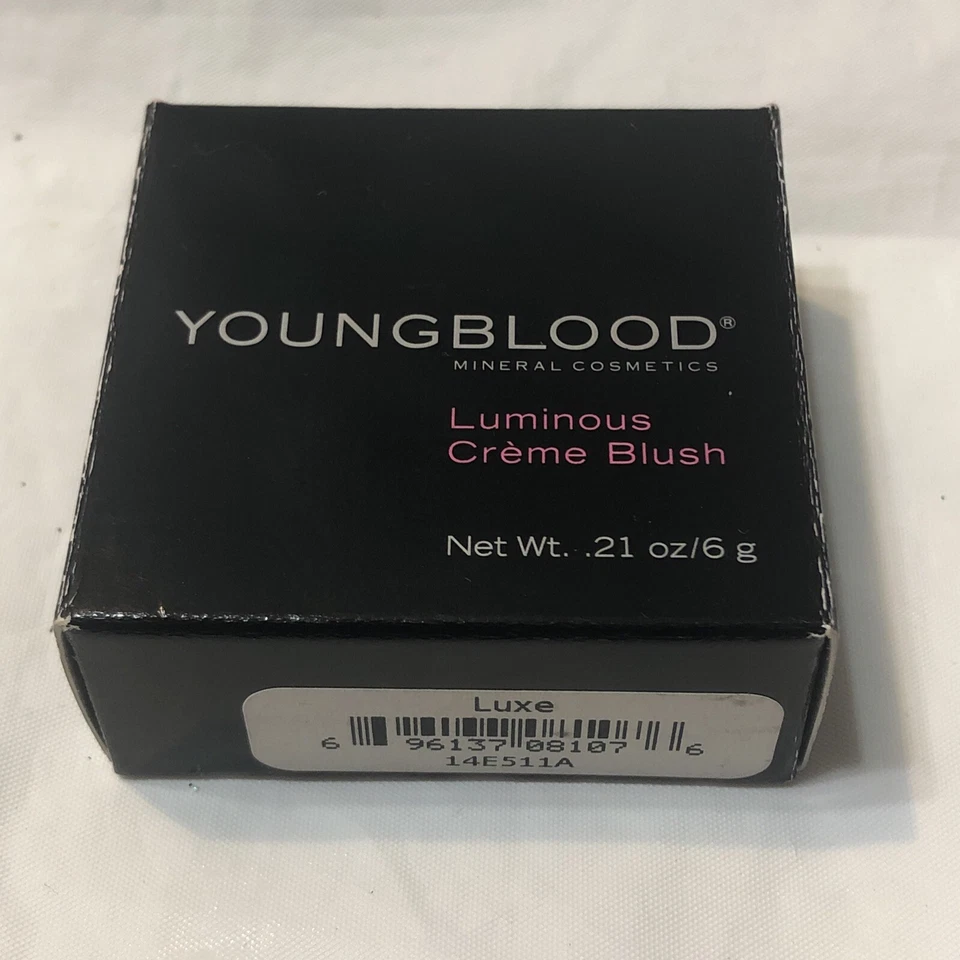 YOUNGBLOOD®
MINERAL COSMETICS
Luminous
Crème Blush
Net Wt. .21 oz/6 g
Luxe
6 96137 08107 6
14E511A